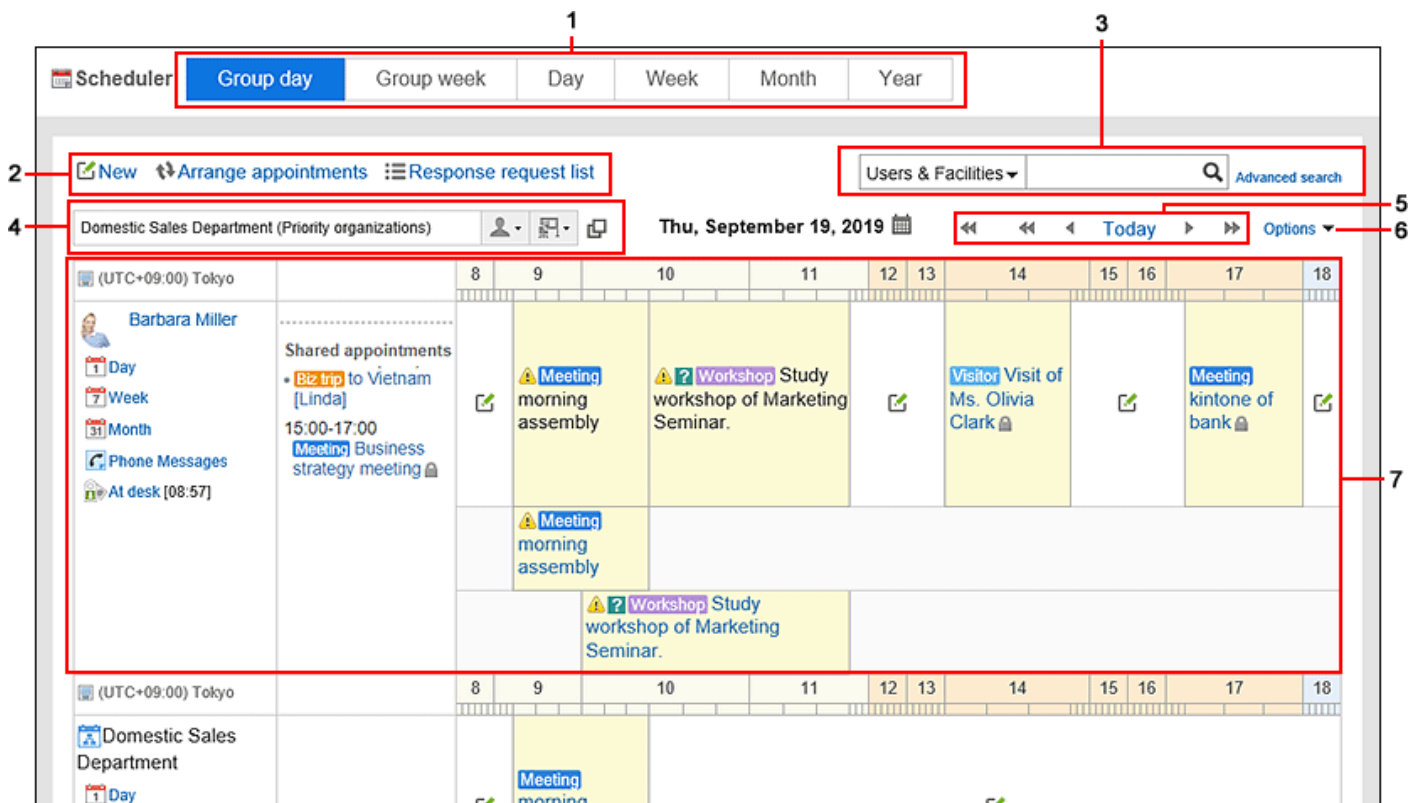 1
3
Scheduler Group day Group week Day Week Month Year
2
New Arrange appointments Response request list
Users & Facilities
Advanced search
5
4
Domestic Sales Department (Priority organizations)
Thu, September 19, 2019
Today
Options
6
(UTC+09:00) Tokyo
8 9 10 11 12 13 14 15 16 17 18
Barbara Miller
1 Day
7 Week
31 Month
Phone Messages
At desk [08:57]
Shared appointments
• Biz trip to Vietnam
[Linda]
15:00-17:00
Meeting Business
strategy meeting
Meeting
morning
assembly
? Workshop Study
workshop of Marketing
Seminar.
Visitor Visit of
Ms. Olivia
Clark
Meeting
kintone of
bank
7
Meeting
morning
assembly
? Workshop Study
workshop of Marketing
Seminar.
(UTC+09:00) Tokyo
8 9 10 11 12 13 14 15 16 17 18
Domestic Sales
Department
1 Day
Meeting
morning